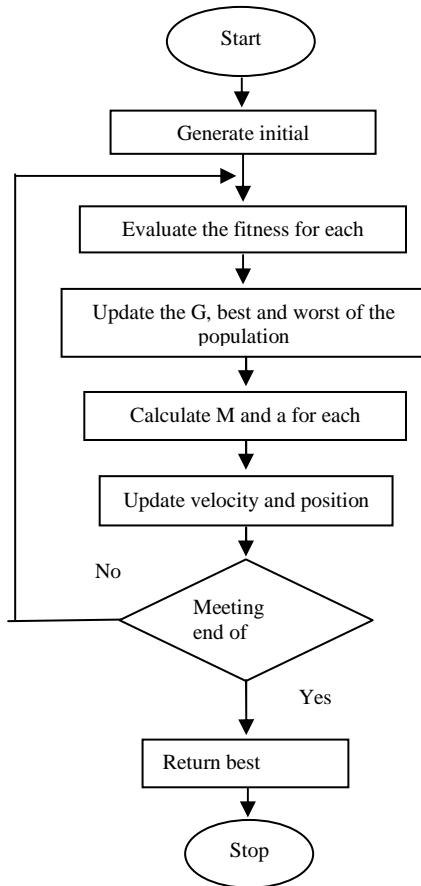 Start
Generate initial
Evaluate the fitness for each
Update the G, best and worst of the
population
Calculate M and a for each
Update velocity and position
No
Meeting
end of
Yes
Return best
Stop